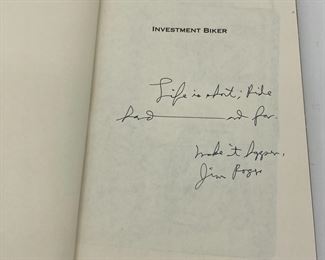 INVESTMENT BIKER
Life is short; Ride
hard and far.
make it happen,
Jim Rogers